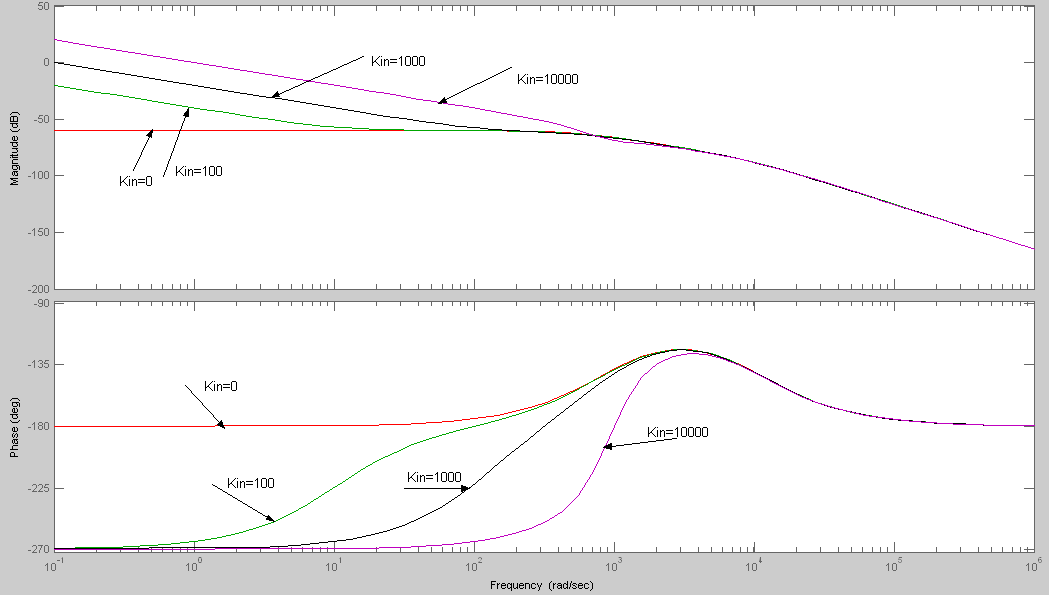 50
0
-50
-100
-150
-200
Magnitude (dB)
Kin=1000
Kin=10000
Kin=0
Kin=100
-90
-135
-180
-225
-270
Phase (deg)
Kin=0
Kin=10000
Kin=1000
Kin=100
10^-1 10^0 10^1 10^2 10^3 10^4 10^5 10^6
Frequency (rad/sec)